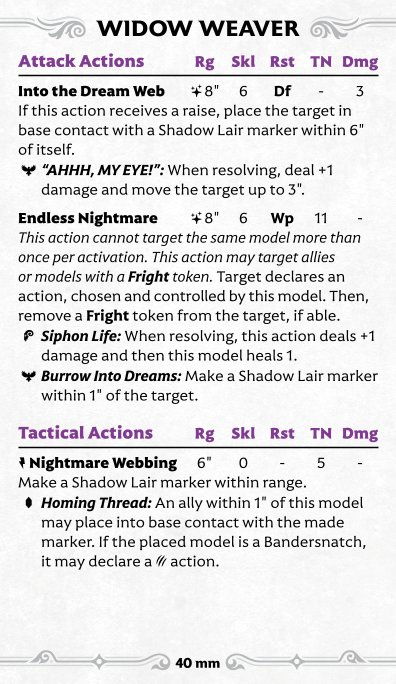 WIDOW WEAVER
Attack Actions Rg Skl Rst TN Dmg
Into the Dream Web 8" 6 Df - 3
If this action receives a raise, place the target in
base contact with a Shadow Lair marker within 6"
of itself.
"AHHH, MY EYE!": When resolving, deal +1
damage and move the target up to 3".
Endless Nightmare 8" 6 Wp 11 -
This action cannot target the same model more than
once per activation. This action may target allies
or models with a Fright token. Target declares an
action, chosen and controlled by this model. Then,
remove a Fright token from the target, if able.
Siphon Life: When resolving, this action deals +1
damage and then this model heals 1.
Burrow Into Dreams: Make a Shadow Lair marker
within 1" of the target.
Tactical Actions Rg Skl Rst TN Dmg
Nightmare Webbing 6" 0 - 5 -
Make a Shadow Lair marker within range.
Homing Thread: An ally within 1" of this model
may place into base contact with the made
marker. If the placed model is a Bandersnatch,
it may declare a action.
40 mm